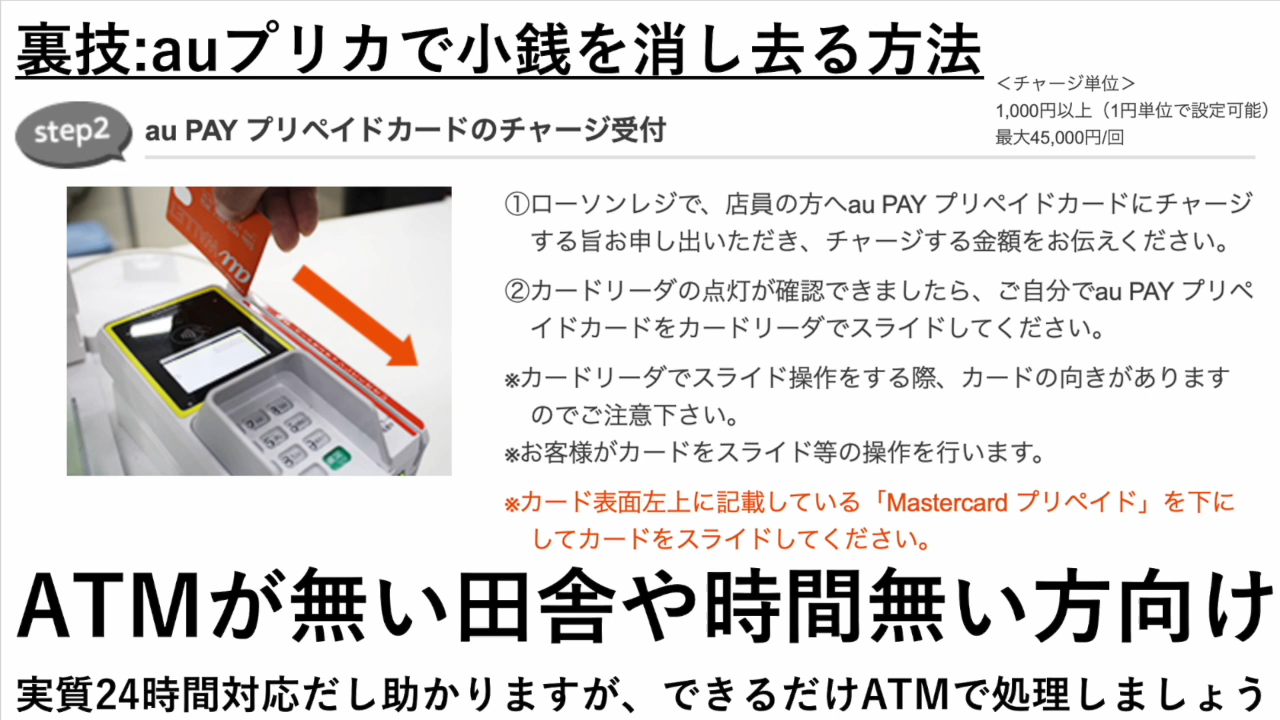 裏技:auプリカで小銭を消し去る方法
＜チャージ単位＞
1,000円以上（1円単位で設定可能）
最大45,000円/回
step2
au PAY プリペイドカードのチャージ受付
①ローソンレジで、店員の方へau PAY プリペイドカードにチャージ
する旨お申し出いただき、チャージする金額をお伝えください。
②カードリーダの点灯が確認できましたら、ご自分でau PAY プリペ
イドカードをカードリーダでスライドしてください。
※カードリーダでスライド操作をする際、カードの向きがあります
のでご注意下さい。
※お客様がカードをスライド等の操作を行います。
※カード表面左上に記載している「Mastercard プリペイド」を下に
してカードをスライドしてください。
au WALLET
ATMが無い田舎や時間無い方向け
実質24時間対応だし助かりますが、できるだけATMで処理しましょう